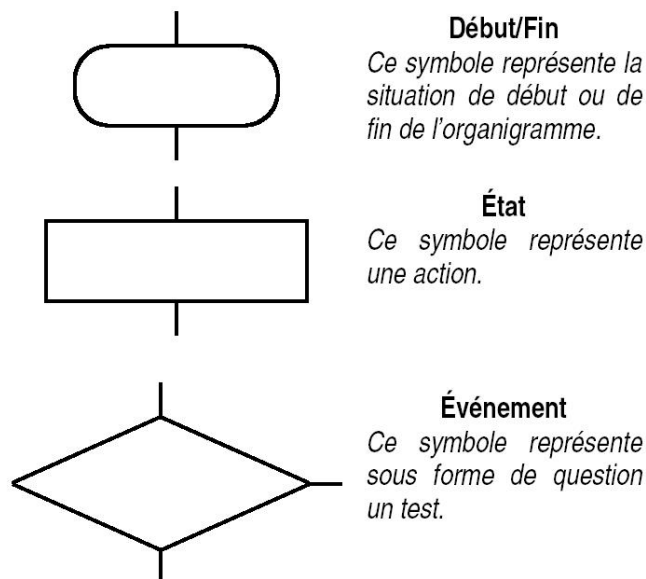 Début/Fin
Ce symbole représente la
situation de début ou de
fin de l'organigramme.
État
Ce symbole représente
une action.
Événement
Ce symbole représente
sous forme de question
un test.